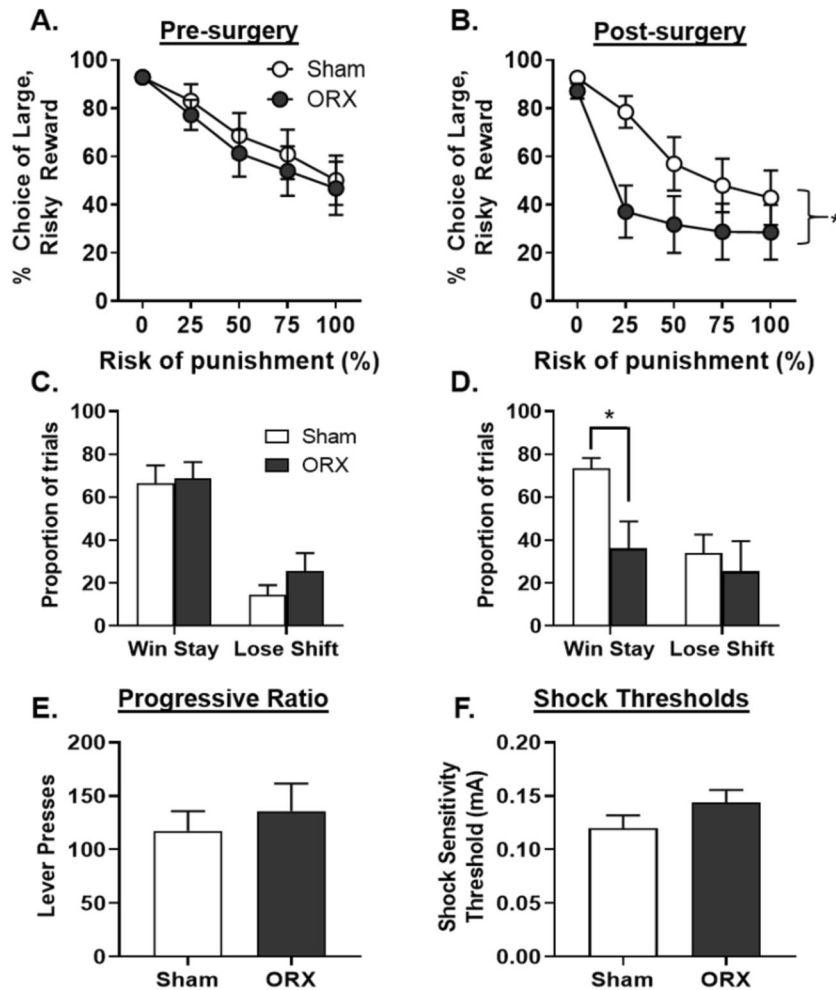 A.
Pre-surgery
% Choice of Large,
Risky Reward
100
80
60
40
20
0
Sham
ORX
0 25 50 75 100
Risk of punishment (%)
B.
Post-surgery
% Choice of Large,
Risky Reward
100
80
60
40
20
0
*
0 25 50 75 100
Risk of punishment (%)
C.
Proportion of trials
100
80
60
40
20
0
Sham
ORX
Win Stay Lose Shift
D.
Proportion of trials
100
80
60
40
20
0
*
Win Stay Lose Shift
E.
Progressive Ratio
Lever Presses
200
150
100
50
0
Sham ORX
F.
Shock Thresholds
Shock Sensitivity
Threshold (mA)
0.20
0.15
0.10
0.05
0.00
Sham ORX